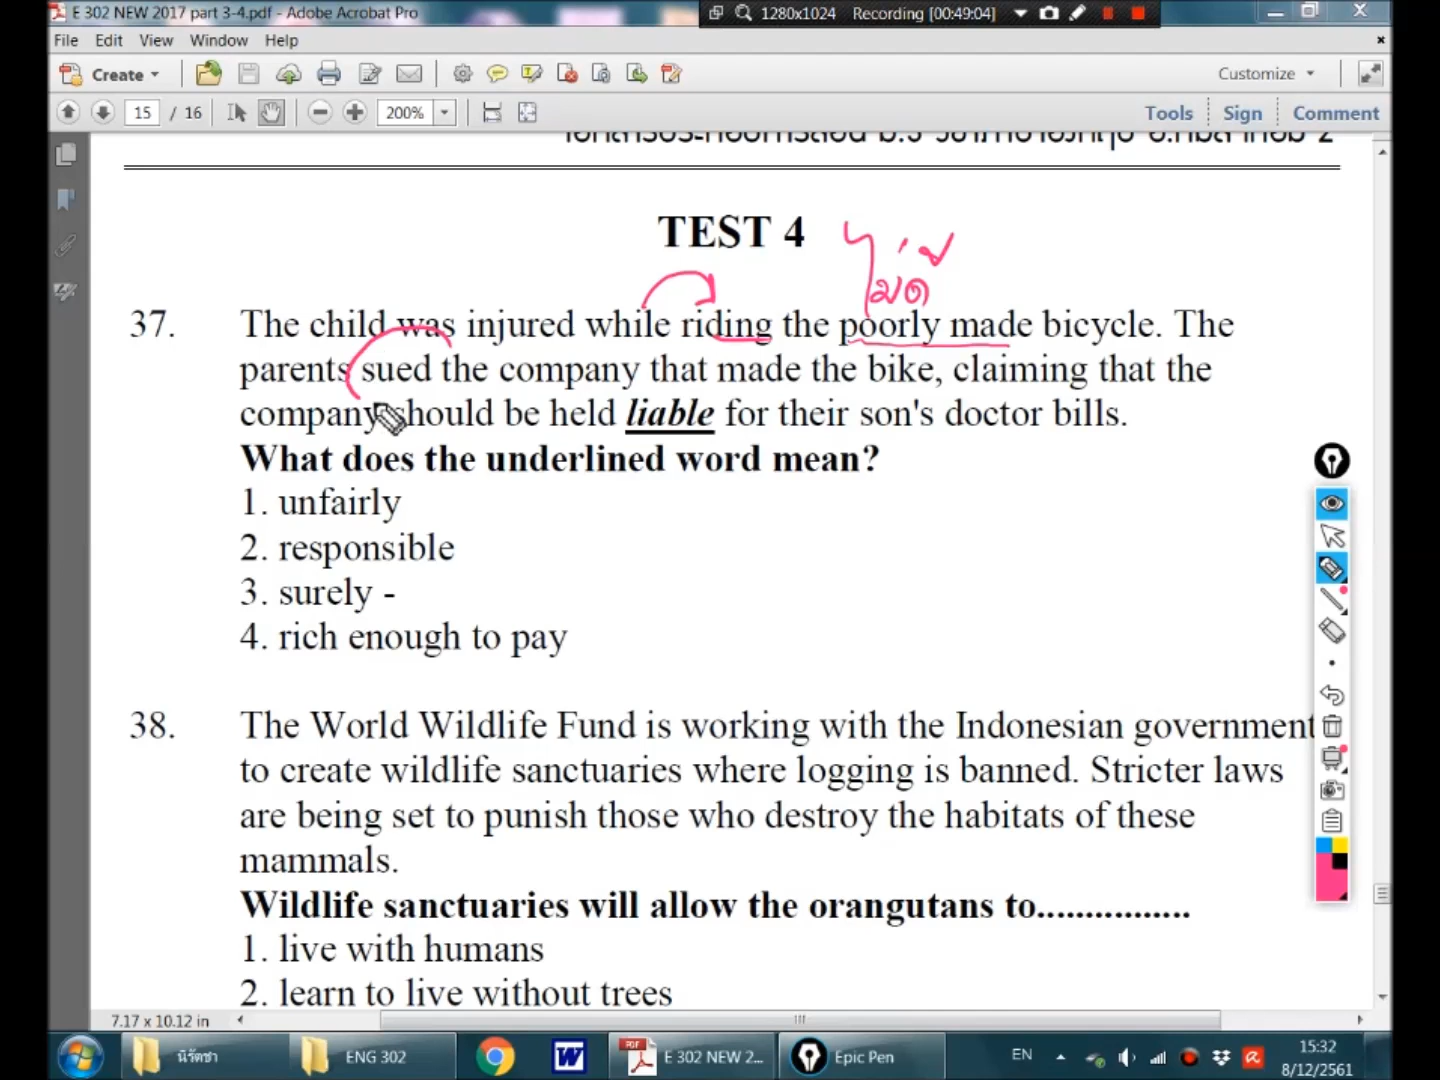 E 302 NEW 2017 part 3-4.pdf - Adobe Acrobat Pro
1280x1024 Recording [00:49:04]
File Edit View Window Help
Create Customize
15 / 16 200% Tools Sign Comment
TEST 4
ไม่ดี
37. The child was injured while riding the poorly made bicycle. The
parents sued the company that made the bike, claiming that the
company should be held liable for their son's doctor bills.
What does the underlined word mean?
1. unfairly
2. responsible
3. surely -
4. rich enough to pay
38. The World Wildlife Fund is working with the Indonesian government
to create wildlife sanctuaries where logging is banned. Stricter laws
are being set to punish those who destroy the habitats of these
mammals.
Wildlife sanctuaries will allow the orangutans to................
1. live with humans
2. learn to live without trees
7.17 x 10.12 in
นิรัตชา ENG 302 E 302 NEW 2... Epic Pen EN 15:32
8/12/2561